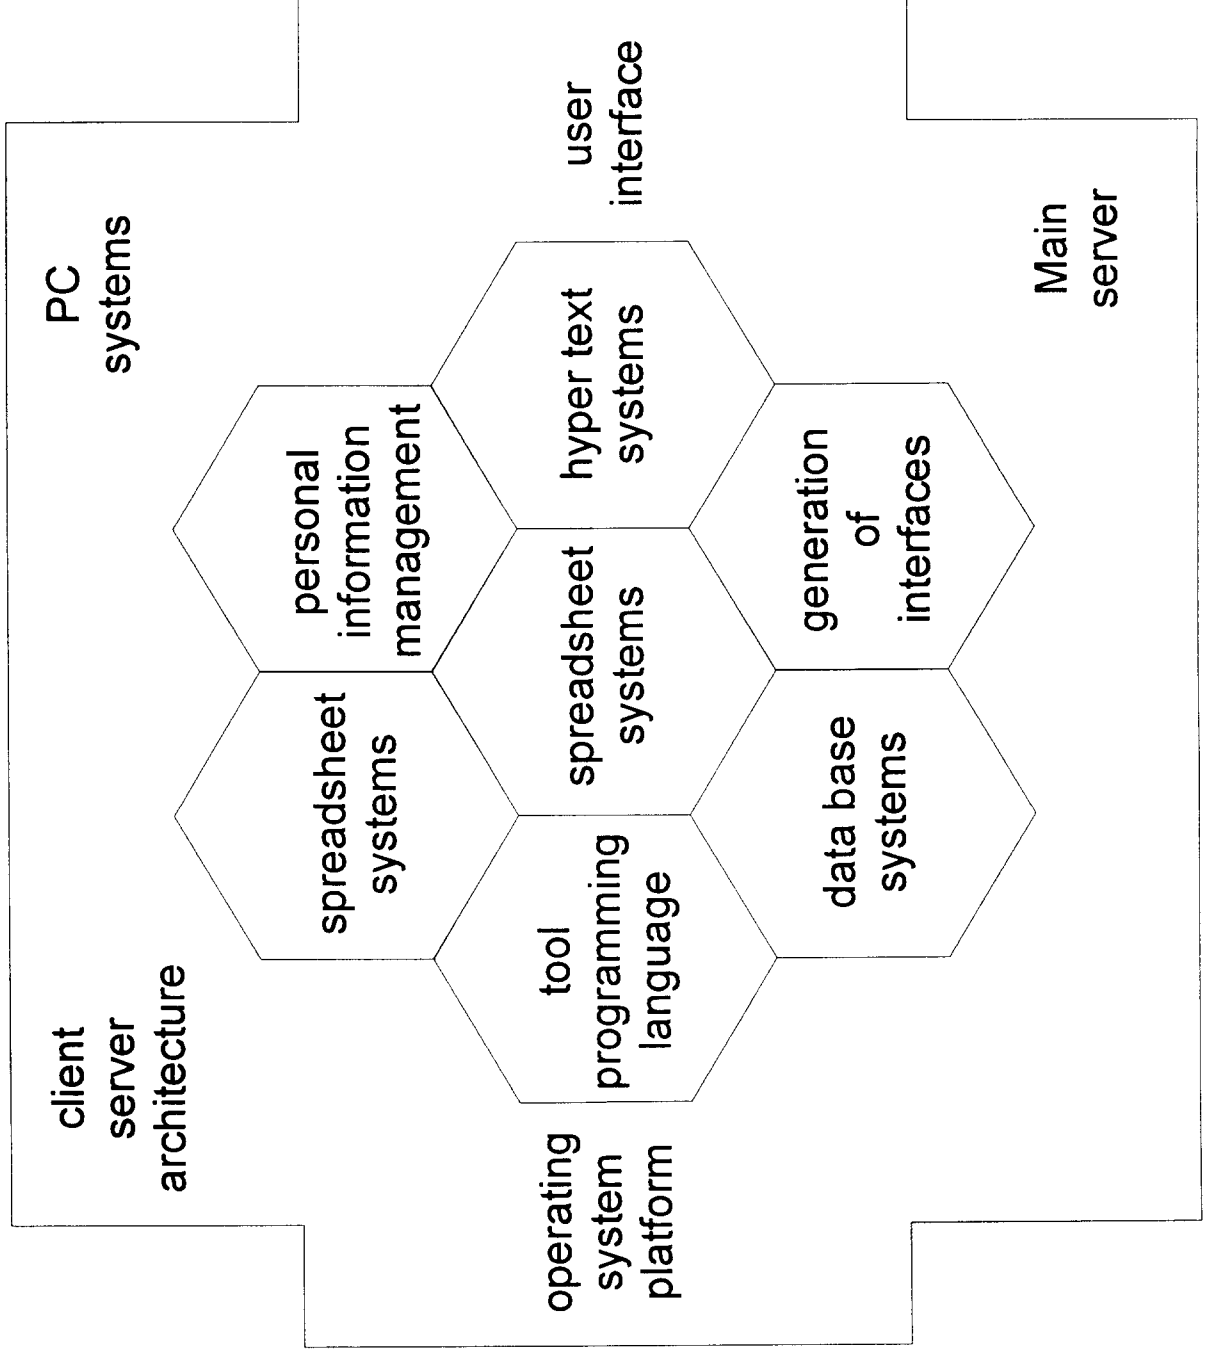 client
server
architecture
PC
systems
spreadsheet
systems
personal
information
management
operating
system
platform
tool
programming
language
spreadsheet
systems
hyper text
systems
user
interface
data base
systems
generation
of
interfaces
Main
server